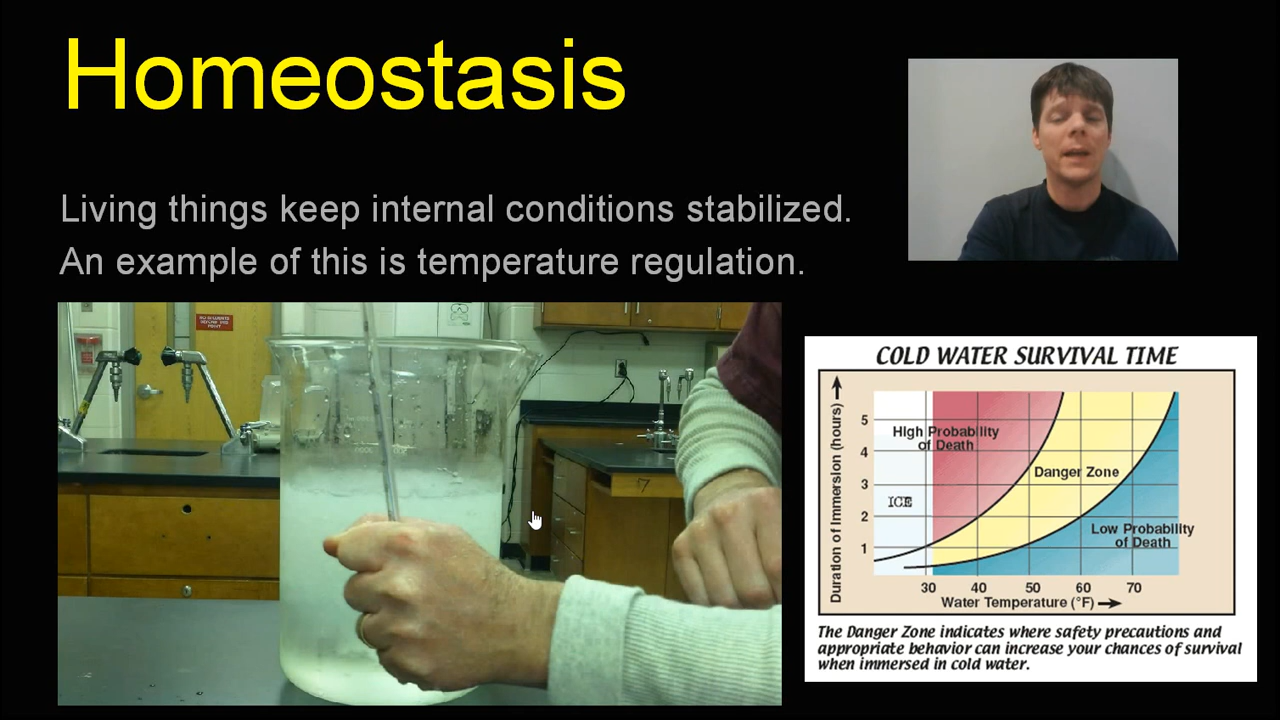 Homeostasis
Living things keep internal conditions stabilized.
An example of this is temperature regulation.
COLD WATER SURVIVAL TIME
Duration of Immersion (hours)
5
4
3
2
1
High Probability
of Death
Danger Zone
ICE
Low Probability
of Death
30 40 50 60 70
Water Temperature (°F)
The Danger Zone indicates where safety precautions and
appropriate behavior can increase your chances of survival
when immersed in cold water.
7